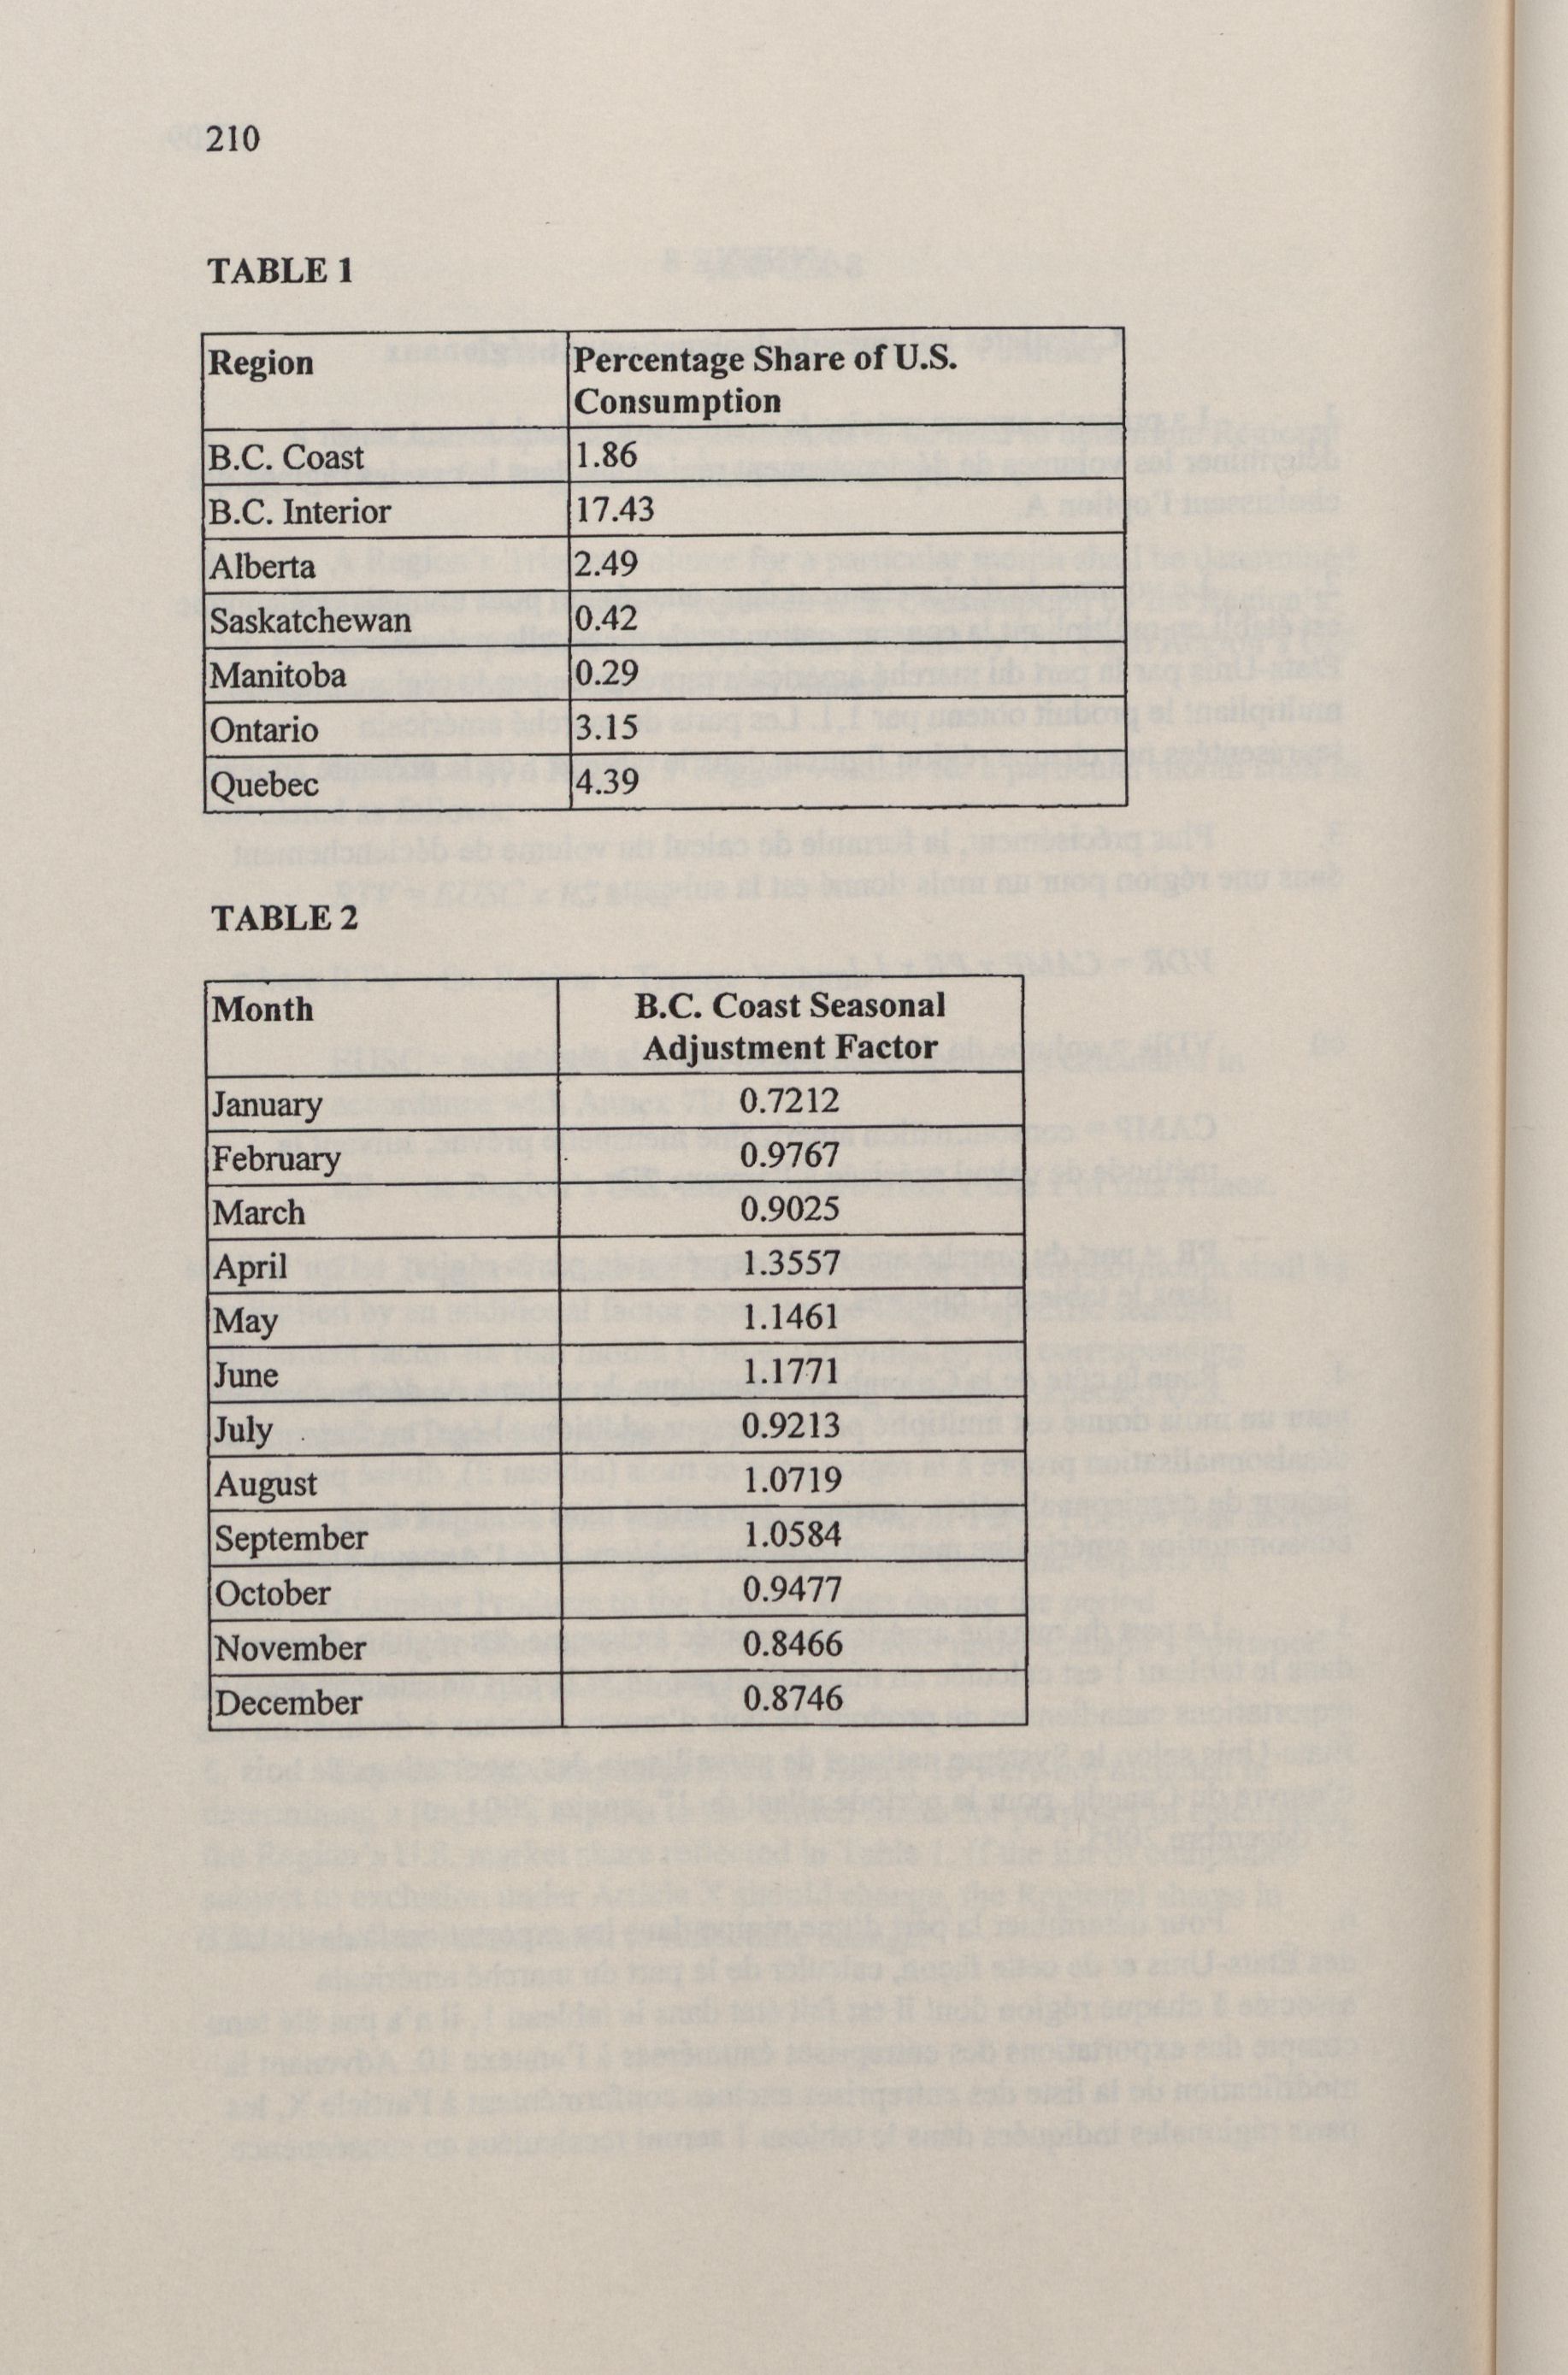 210
TABLE 1
Region Percentage Share of U.S.
Consumption
B.C. Coast 1.86
B.C. Interior 17.43
Alberta 2.49
Saskatchewan 0.42
Manitoba 0.29
Ontario 3.15
Quebec 4.39
TABLE 2
Month B.C. Coast Seasonal
Adjustment Factor
January 0.7212
February 0.9767
March 0.9025
April 1.3557
May 1.1461
June 1.1771
July 0.9213
August 1.0719
September 1.0584
October 0.9477
November 0.8466
December 0.8746